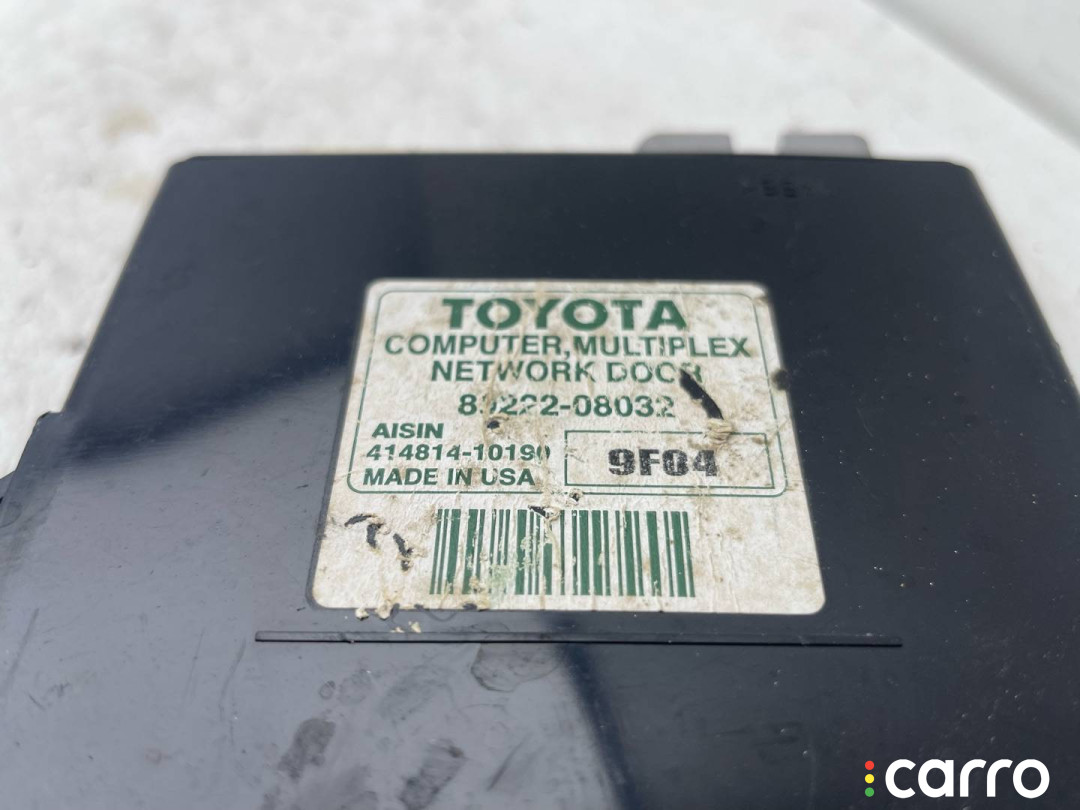 TOYOTA
COMPUTER, MULTIPLEX
NETWORK DOOR
89222-08032
AISIN
414814-10190
9F04
MADE IN USA
carro